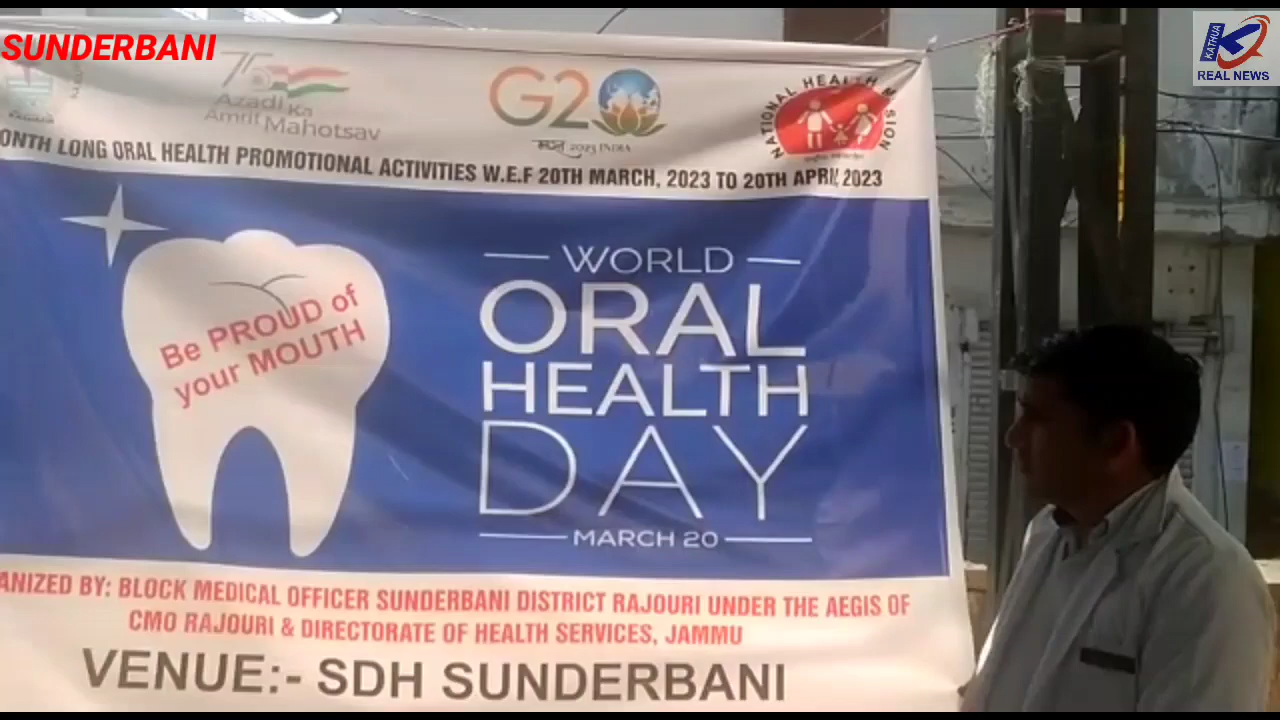 SUNDERBANI
KATHUA
REAL NEWS
75
Azadi Ka
Amrit Mahotsav
G20
2023 INDIA
NATIONAL HEALTH MISSION
ONTH LONG ORAL HEALTH PROMOTIONAL ACTIVITIES W.E.F 20TH MARCH, 2023 TO 20TH APRIL, 2023
Be PROUD of
your MOUTH
WORLD
ORAL
HEALTH
DAY
MARCH 20
ANIZED BY: BLOCK MEDICAL OFFICER SUNDERBANI DISTRICT RAJOURI UNDER THE AEGIS OF
CMO RAJOURI & DIRECTORATE OF HEALTH SERVICES, JAMMU
VENUE:- SDH SUNDERBANI